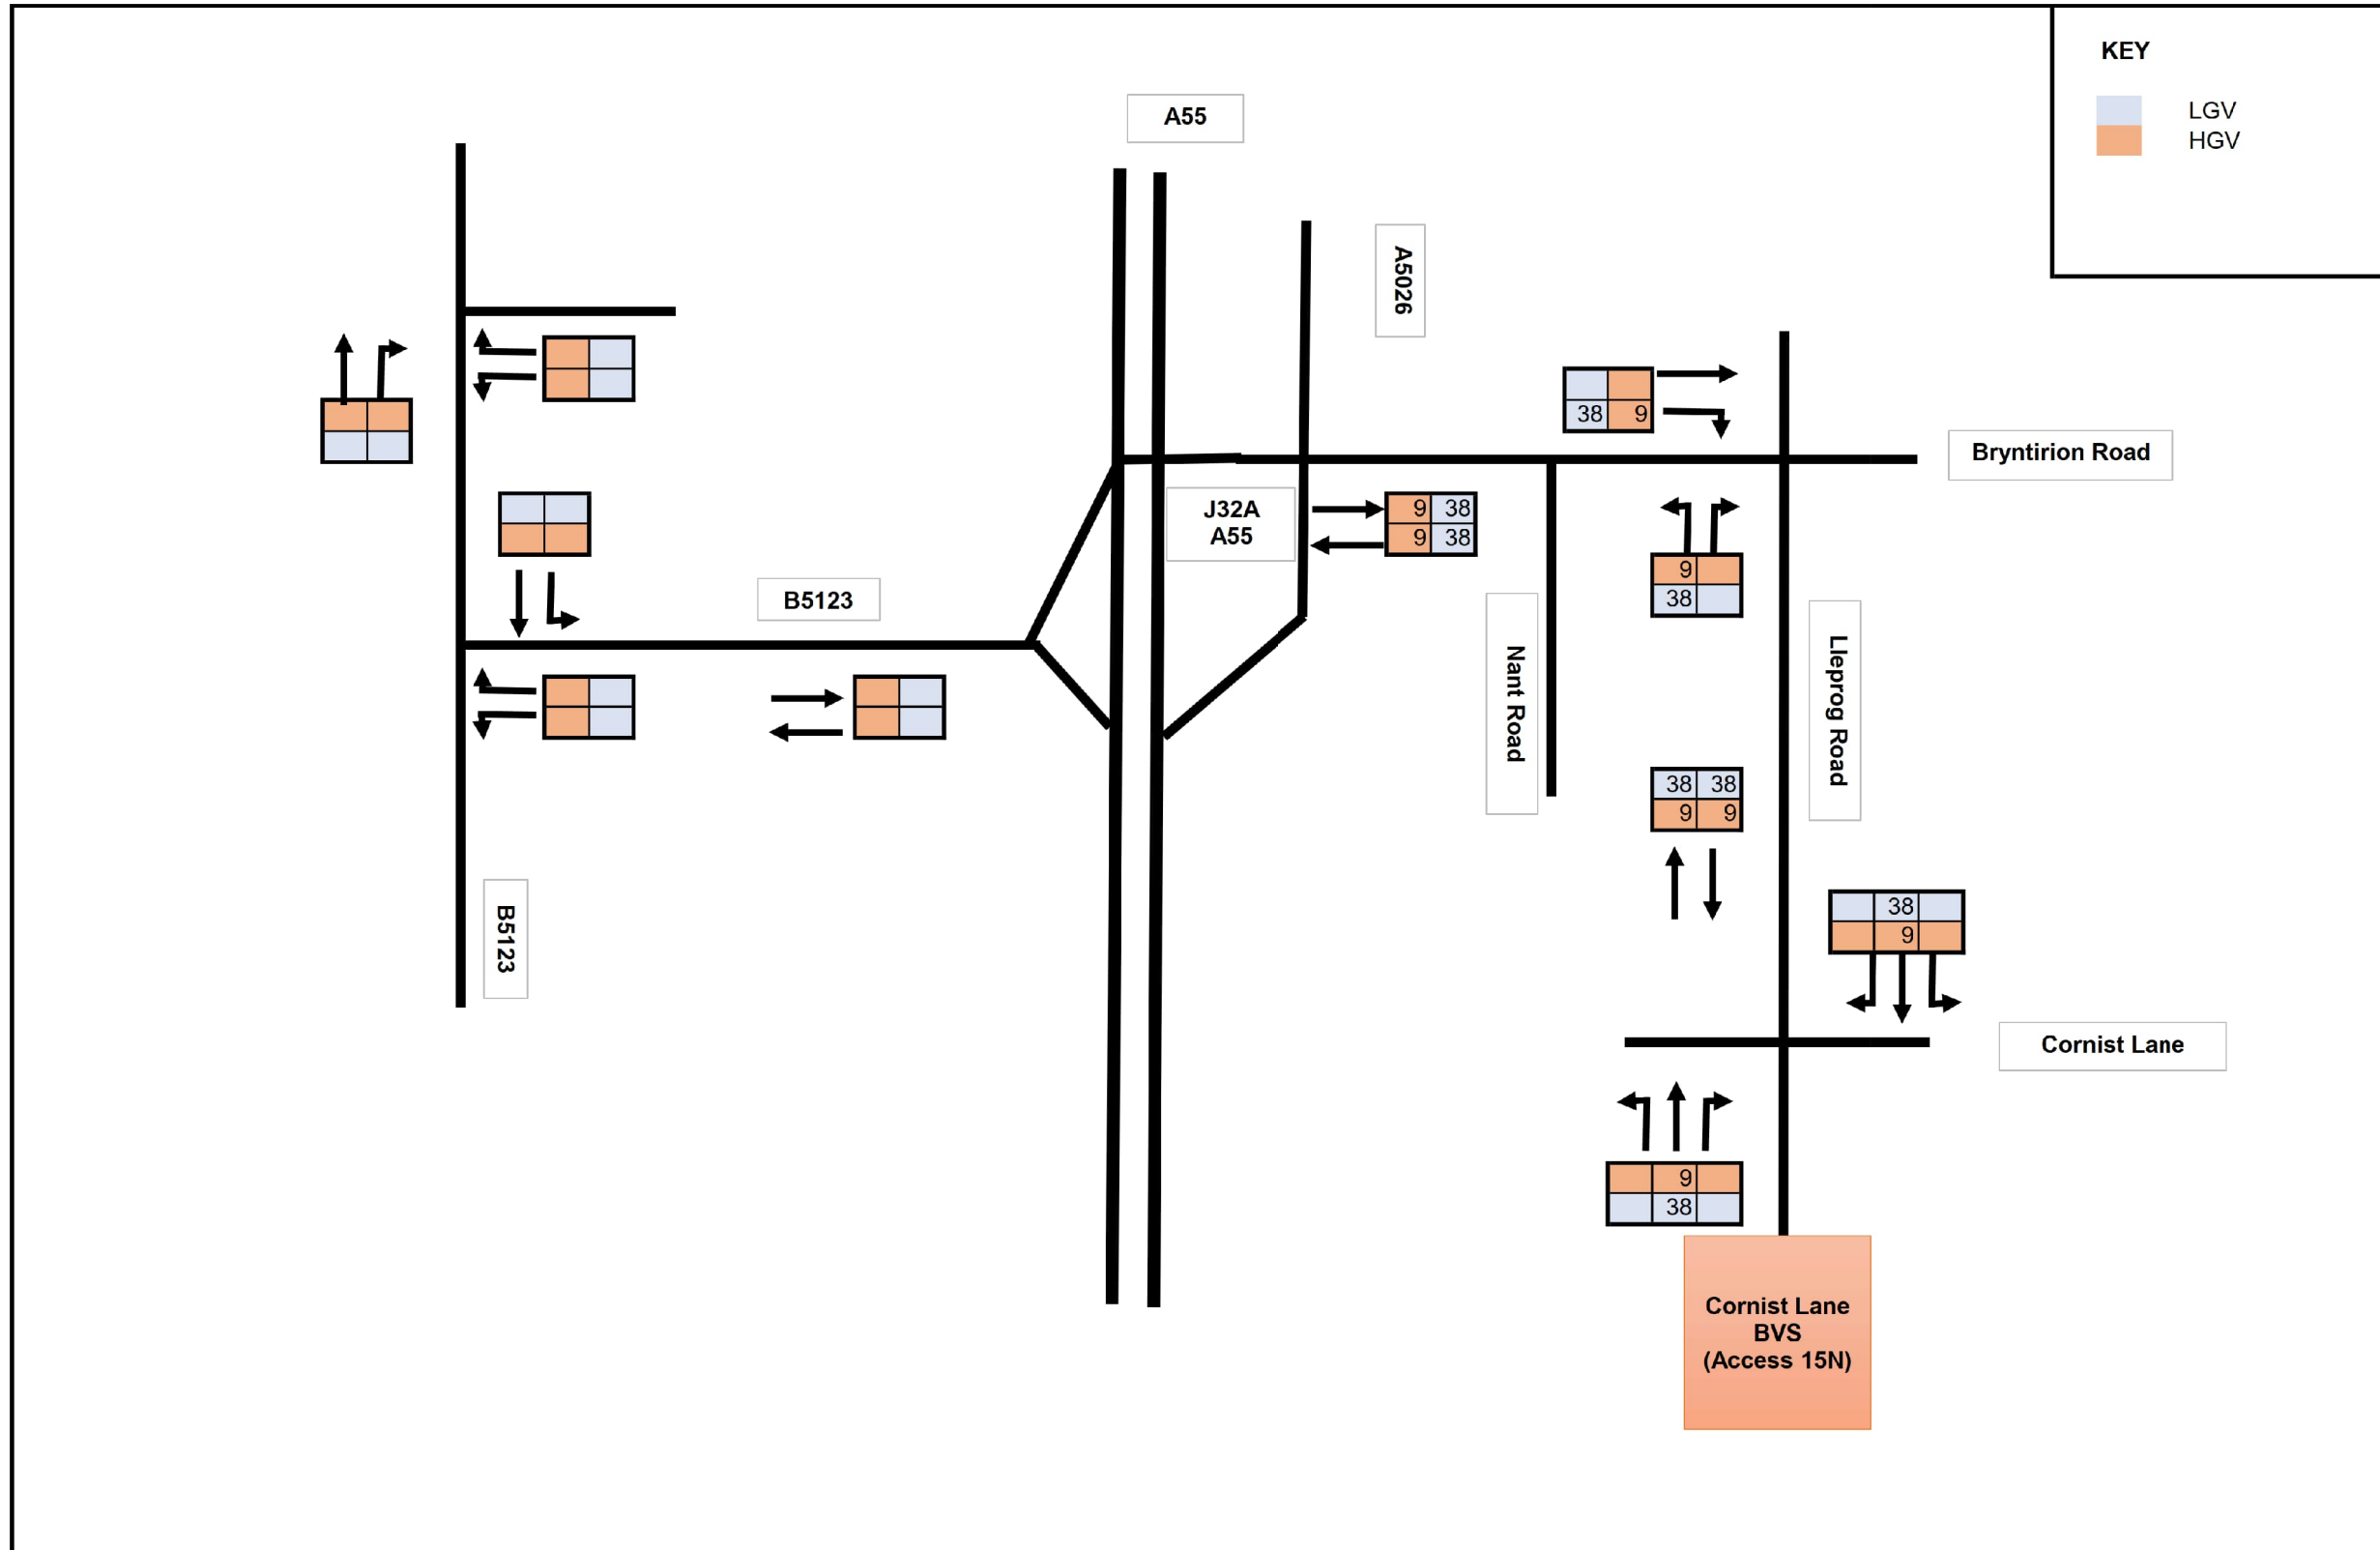 KEY
LGV
HGV
A55
A5026
38 9
Bryntirion Road
J32A
A55
9 38
9 38
9
38
B5123
Nant Road
Lleprog Road
38 38
9 9
B5123
38
9
Cornist Lane
9
38
Cornist Lane
BVS
(Access 15N)